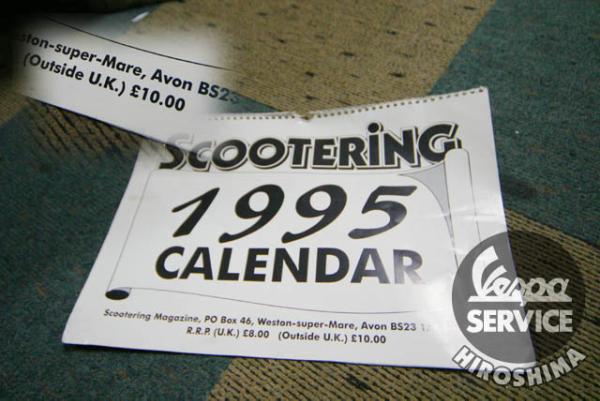 ston-super-Mare, Avon BS23
(Outside U.K.) £10.00
SCOOTERING
1995
CALENDAR
Scootering Magazine, PO Box 46, Weston-super-Mare, Avon BS23
R.R.P. (U.K.) £8.00 (Outside U.K.) £10.00
Vespa
SERVICE
HIROSHIMA